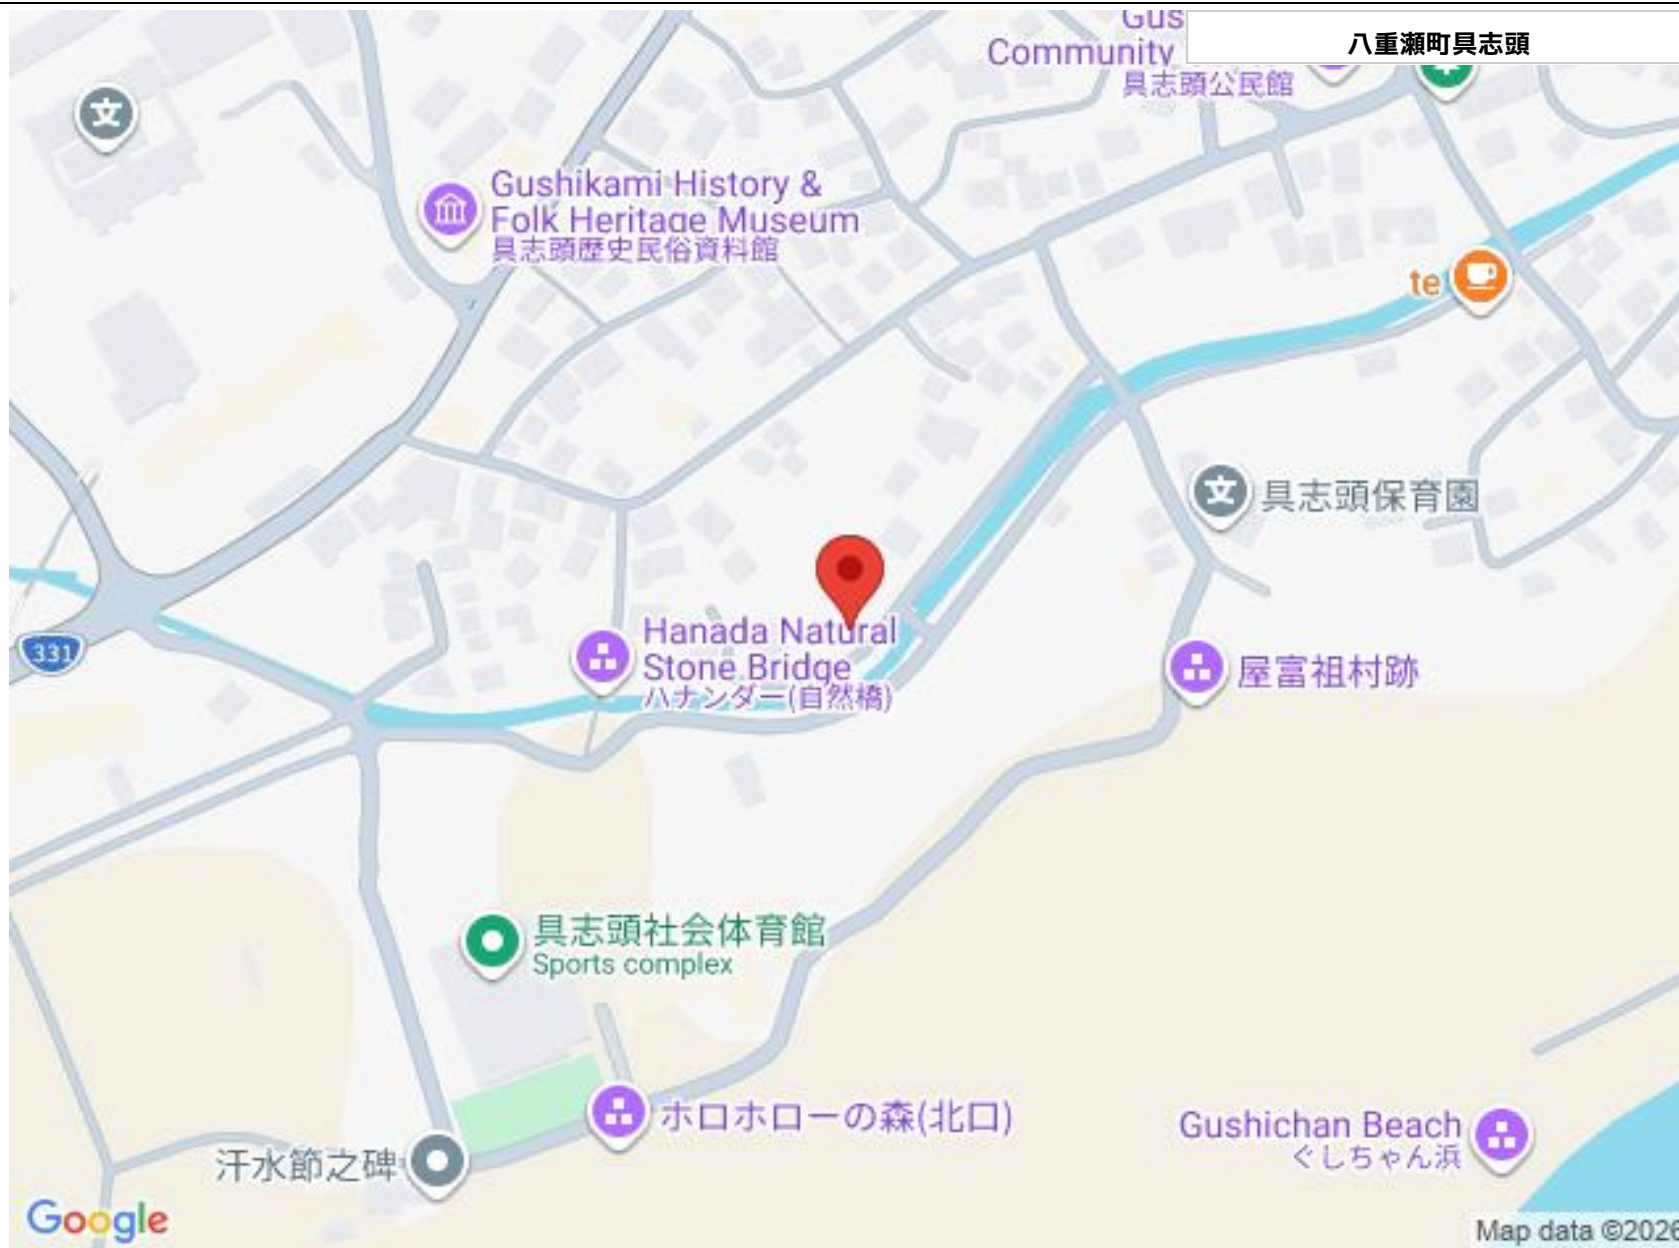 Gus
八重瀬町具志頭
Community
具志頭公民館
文
Gushikami History &
Folk Heritage Museum
具志頭歴史民俗資料館
te
文
具志頭保育園
Hanada Natural
Stone Bridge
ハナンダー(自然橋)
331
屋富祖村跡
具志頭社会体育館
Sports complex
ホロホローの森(北口)
Gushichan Beach
ぐしちゃん浜
汗水節之碑
Google
Map data ©2026